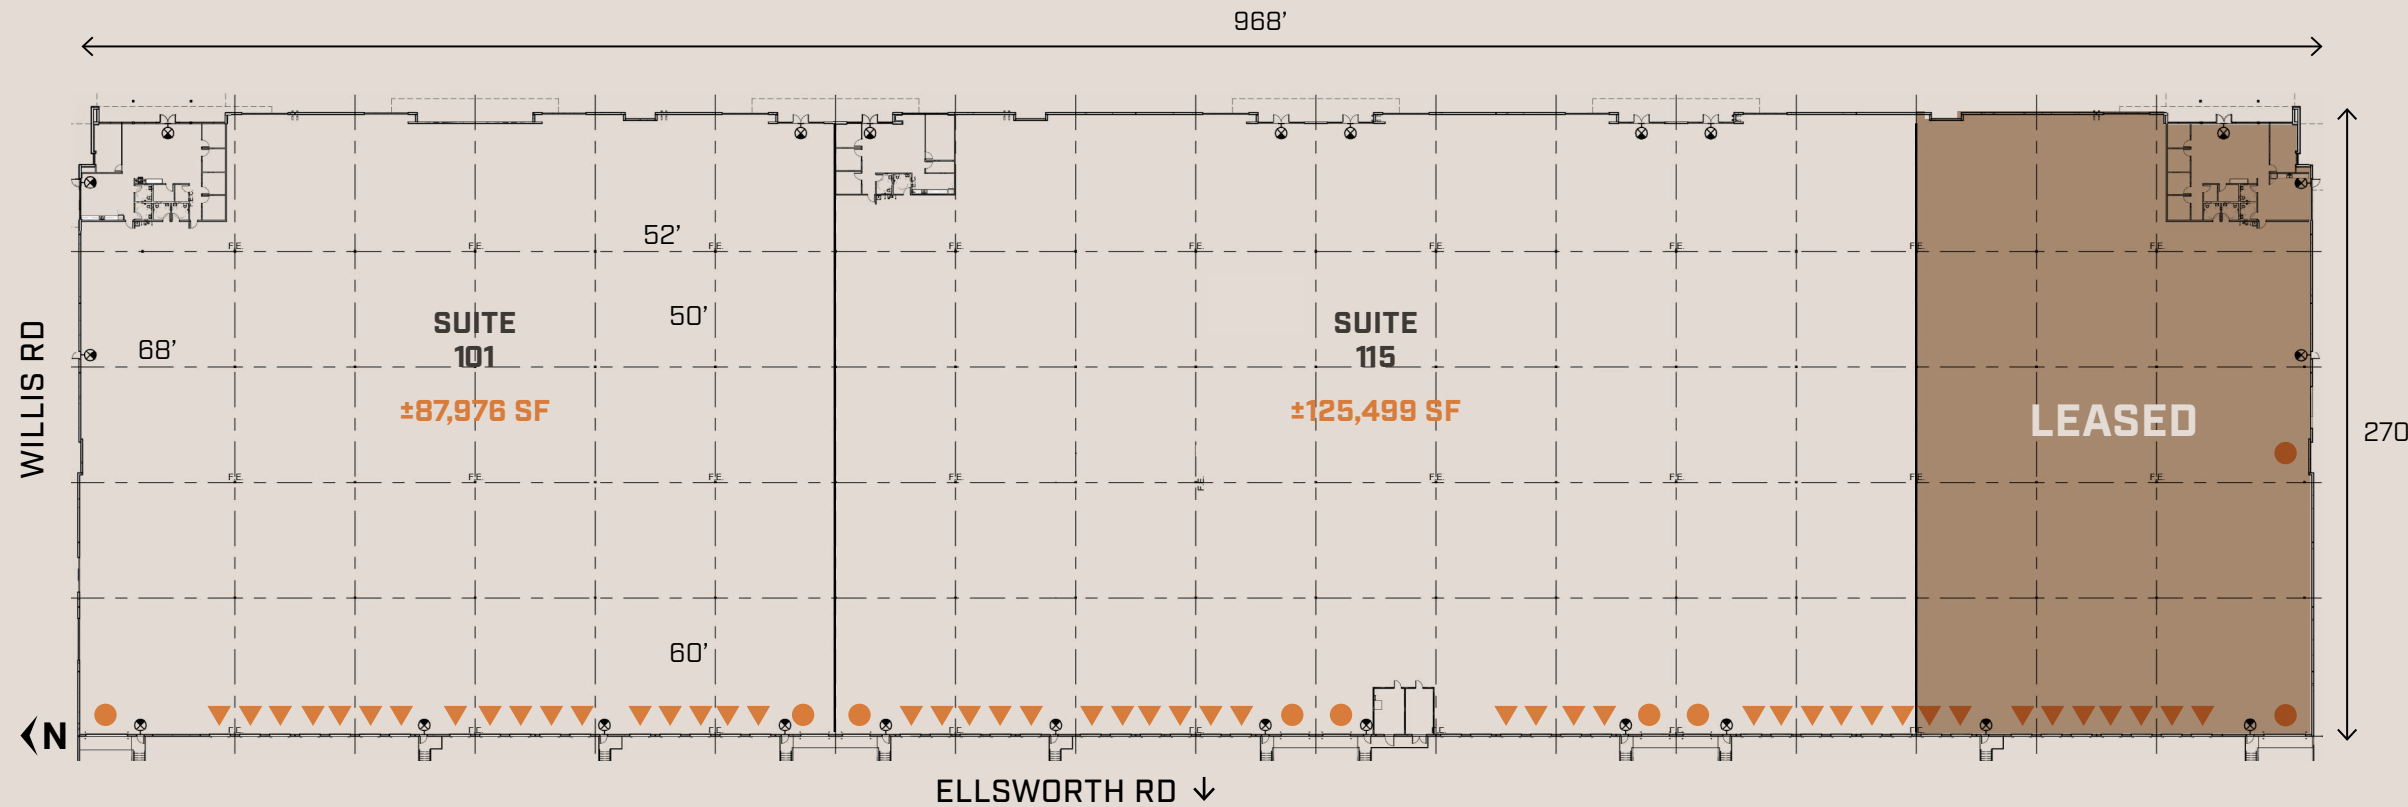 968’
52’
F.E. F.E. F.E. F.E. F.E. F.E. F.E. F.E. F.E.
50’
SUITE
101
SUITE
115
68’
WILLIS RD
±87,976 SF
±125,499 SF
LEASED
270
F.E. F.E. F.E. F.E. F.E. F.E. F.E. F.E. F.E.
60’
N
F.E. F.E. F.E. F.E. F.E. F.E. F.E. F.E.
ELLSWORTH RD